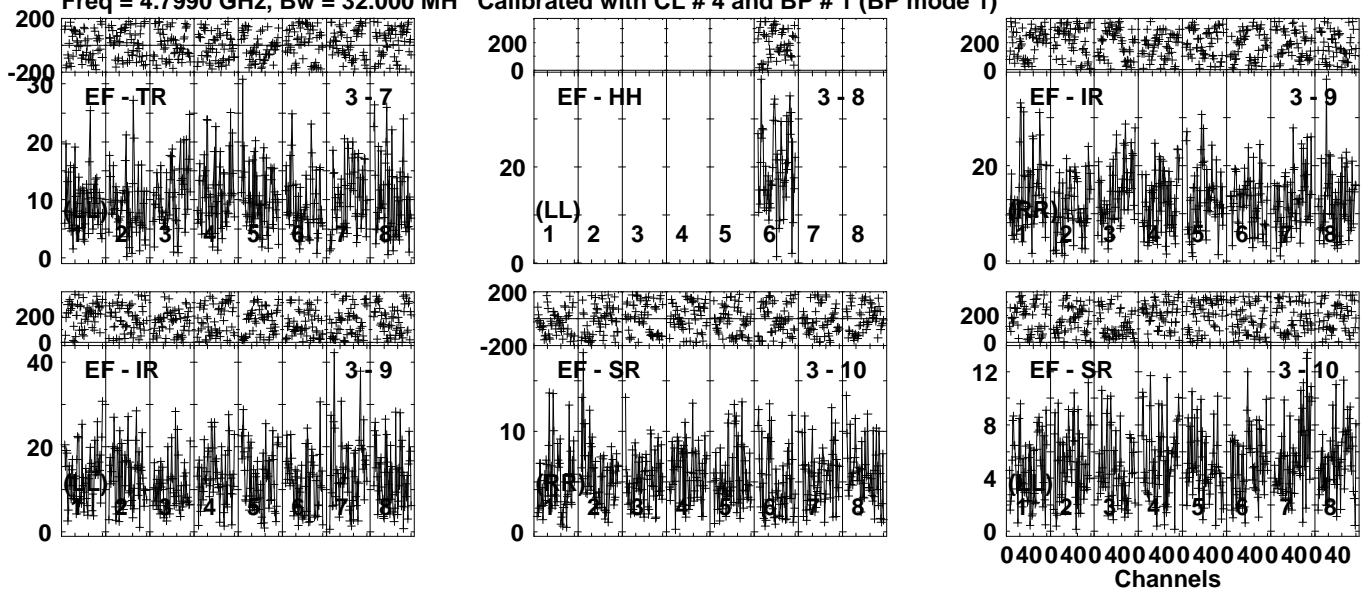 Freq = 4.7990 GHz, Bw = 32.000 MH Calibrated with CL # 4 and BP # 1 (BP mode 1)
200
-200
30
20
10
0
EF - TR 3 - 7
(LL)
1 2 3 4 5 6 7 8
200
0
20
0
EF - HH 3 - 8
(LL)
1 2 3 4 5 6 7 8
200
0
20
0
EF - IR 3 - 9
(RR)
1 2 3 4 5 6 7 8
200
0
40
20
0
EF - IR 3 - 9
(LL)
1 2 3 4 5 6 7 8
200
-200
10
0
EF - SR 3 - 10
(RR)
1 2 3 4 5 6 7 8
200
0
12
8
4
0
EF - SR 3 - 10
(LL)
1 2 3 4 5 6 7 8
0 40 0 40 0 40 0 40 0 40 0 40 0 40 0 40
Channels